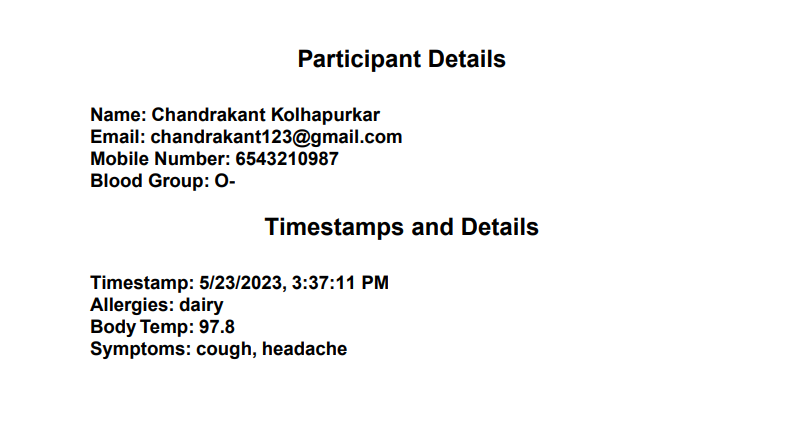 Participant Details
Name: Chandrakant Kolhapurkar
Email: chandrakant123@gmail.com
Mobile Number: 6543210987
Blood Group: O-
Timestamps and Details
Timestamp: 5/23/2023, 3:37:11 PM
Allergies: dairy
Body Temp: 97.8
Symptoms: cough, headache